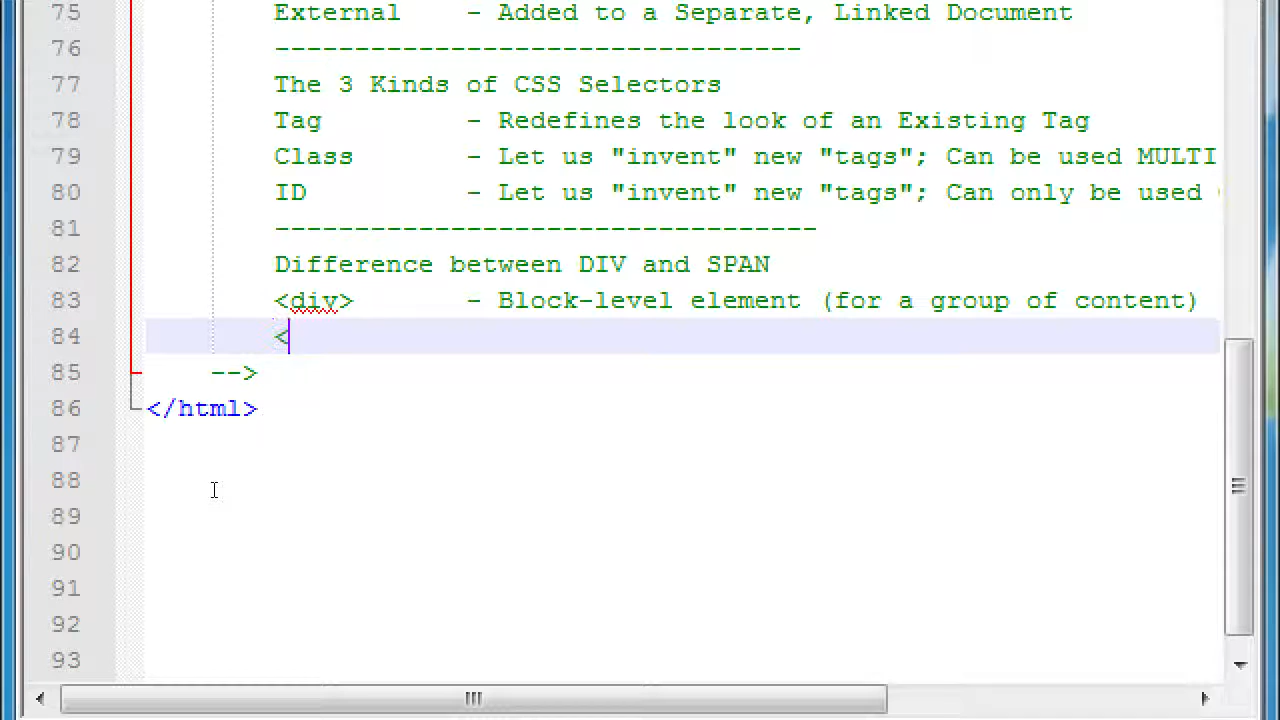 75 External - Added to a Separate, Linked Document
76 ---------------------------------
77 The 3 Kinds of CSS Selectors
78 Tag - Redefines the look of an Existing Tag
79 Class - Let us "invent" new "tags"; Can be used MULTI
80 ID - Let us "invent" new "tags"; Can only be used
81 ----------------------------------
82 Difference between DIV and SPAN
83 <div> - Block-level element (for a group of content)
84 <
85 -->
86 </html>
87
88
89
90
91
92
93